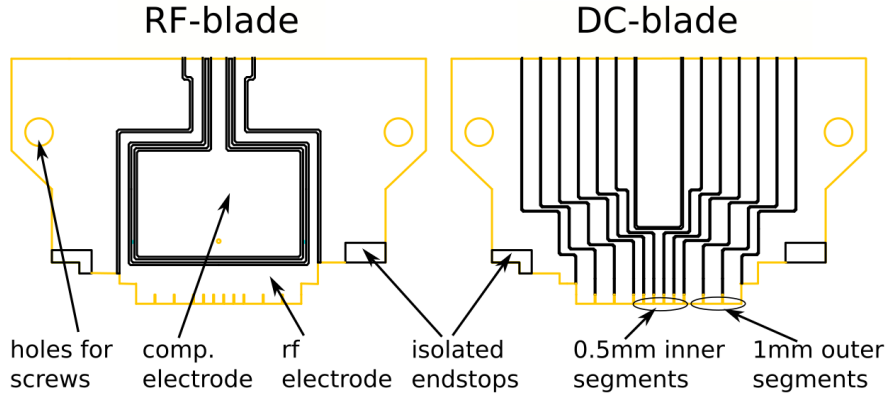 RF-blade
DC-blade
holes for
screws
comp.
electrode
rf
electrode
isolated
endstops
0.5mm inner
segments
1mm outer
segments